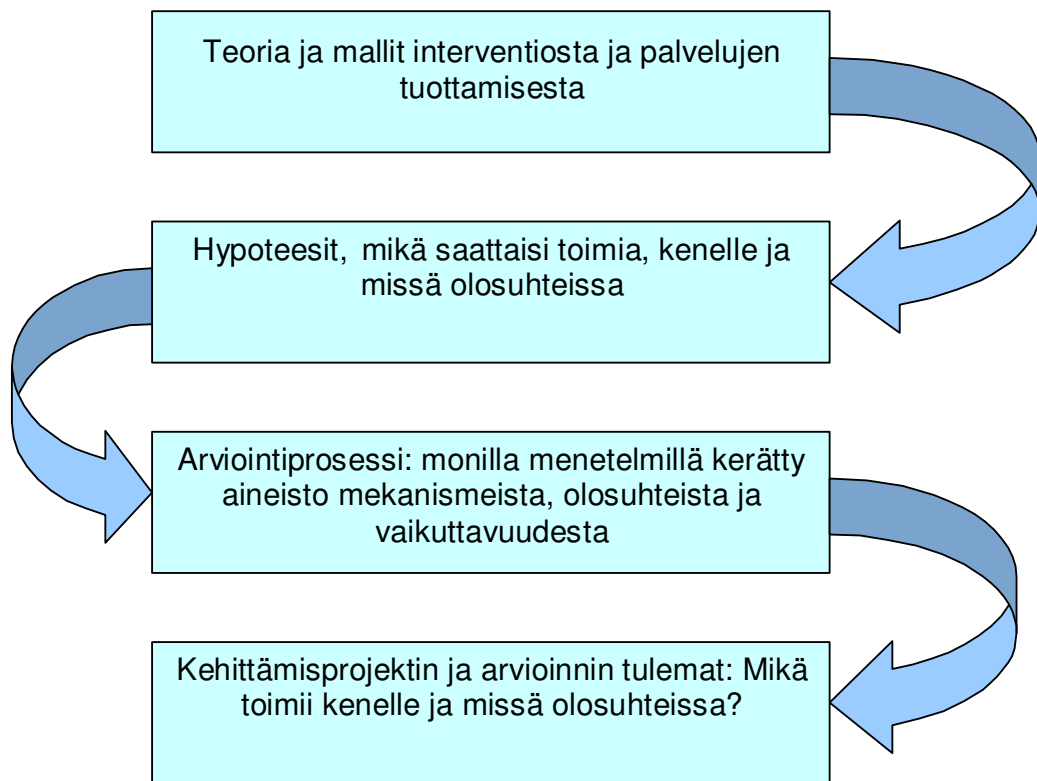 Teoria ja mallit interventiosta ja palvelujen
tuottamisesta
Hypoteesit, mikä saattaisi toimia, kenelle ja
missä olosuhteissa
Arviointiprosessi: monilla menetelmillä kerätty
aineisto mekanismeista, olosuhteista ja
vaikuttavuudesta
Kehittämisprojektin ja arvioinnin tulemat: Mikä
toimii kenelle ja missä olosuhteissa?